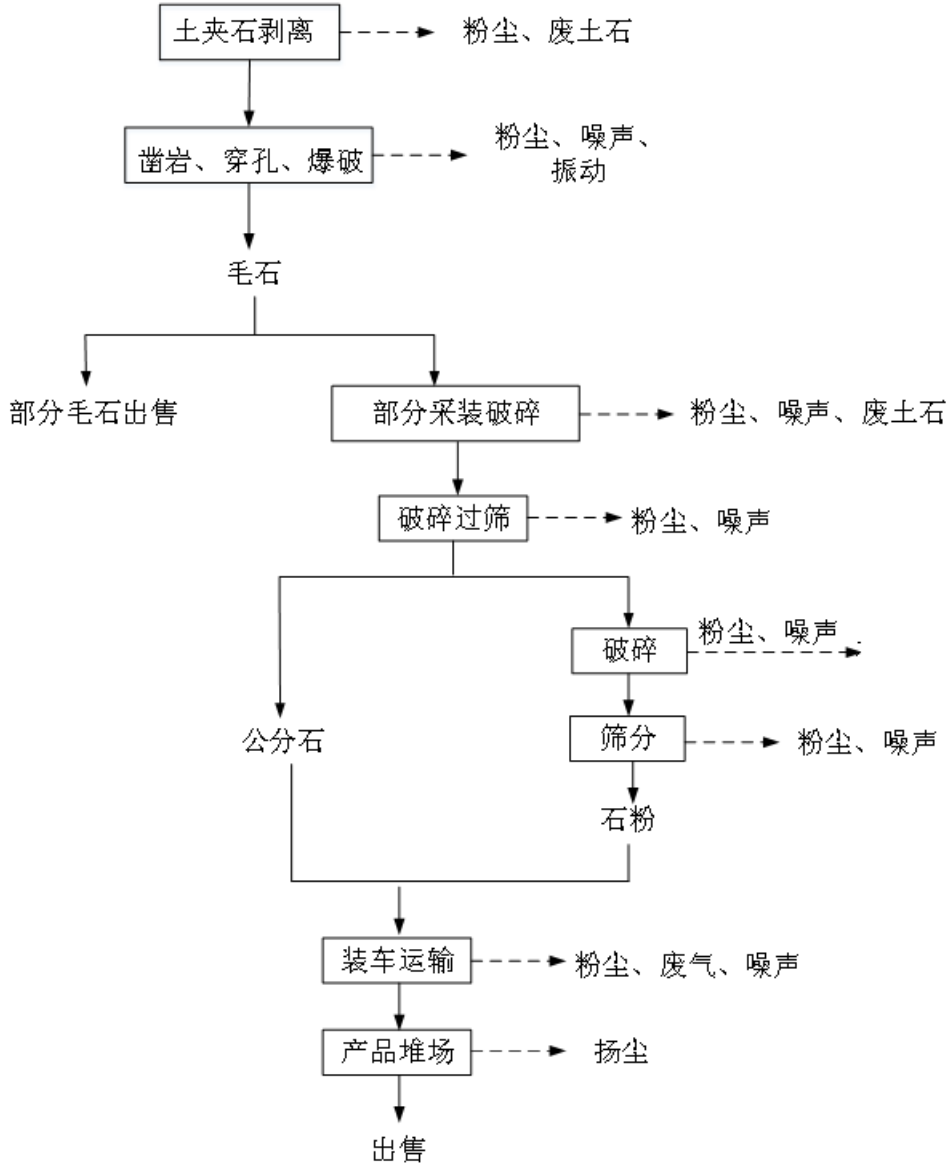 土夹石剥离
粉尘、废土石
凿岩、穿孔、爆破
粉尘、噪声、
振动
毛石
部分毛石出售
部分采装破碎
粉尘、噪声、废土石
破碎过筛
粉尘、噪声
破碎
粉尘、噪声
公分石
筛分
粉尘、噪声
石粉
装车运输
粉尘、废气、噪声
产品堆场
扬尘
出售